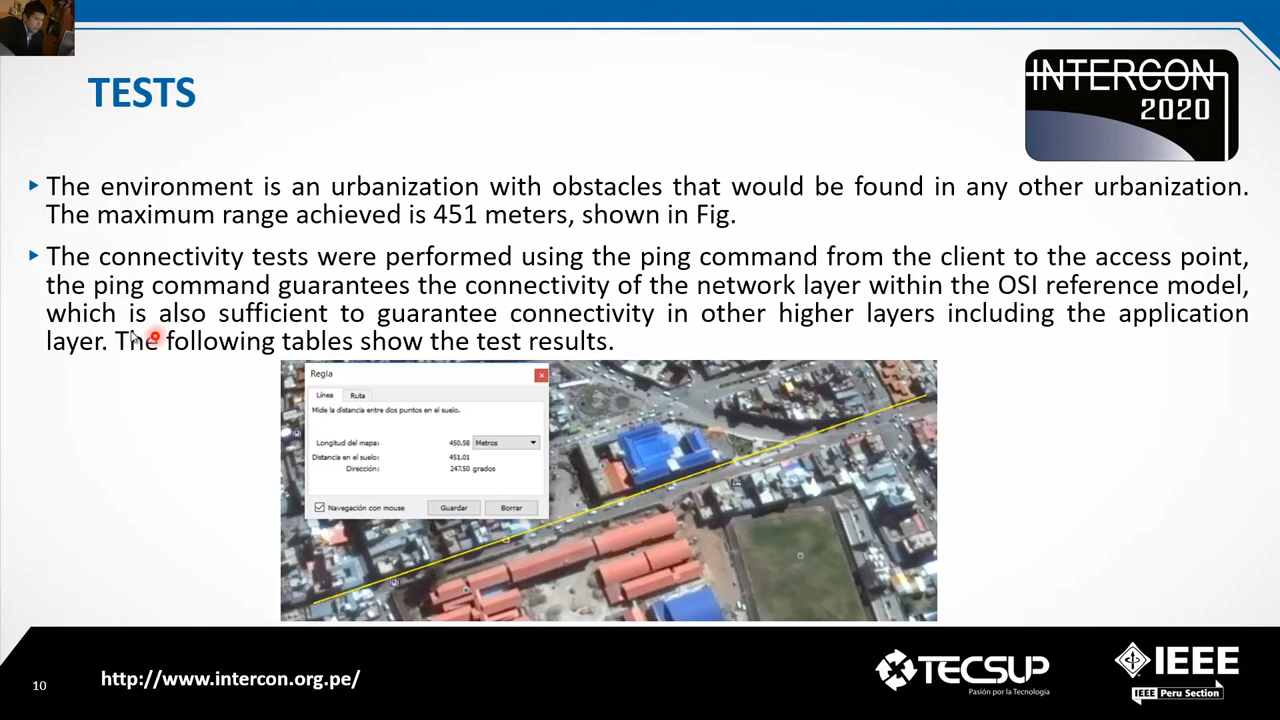 TESTS
INTERCON
2020
The environment is an urbanization with obstacles that would be found in any other urbanization.
The maximum range achieved is 451 meters, shown in Fig.
The connectivity tests were performed using the ping command from the client to the access point,
the ping command guarantees the connectivity of the network layer within the OSI reference model,
which is also sufficient to guarantee connectivity in other higher layers including the application
layer. The following tables show the test results.
Regla
Línea Ruta
Mide la distancia entre dos puntos en el suelo.
Longitud del mapa: 450.58 Metros
Distancia en el suelo: 451.01
Dirección: 247.50 grados
Navegación con mouse Guardar Borrar
10
http://www.intercon.org.pe/
TECSUP
Pasión por la Tecnología
IEEE
IEEE Peru Section